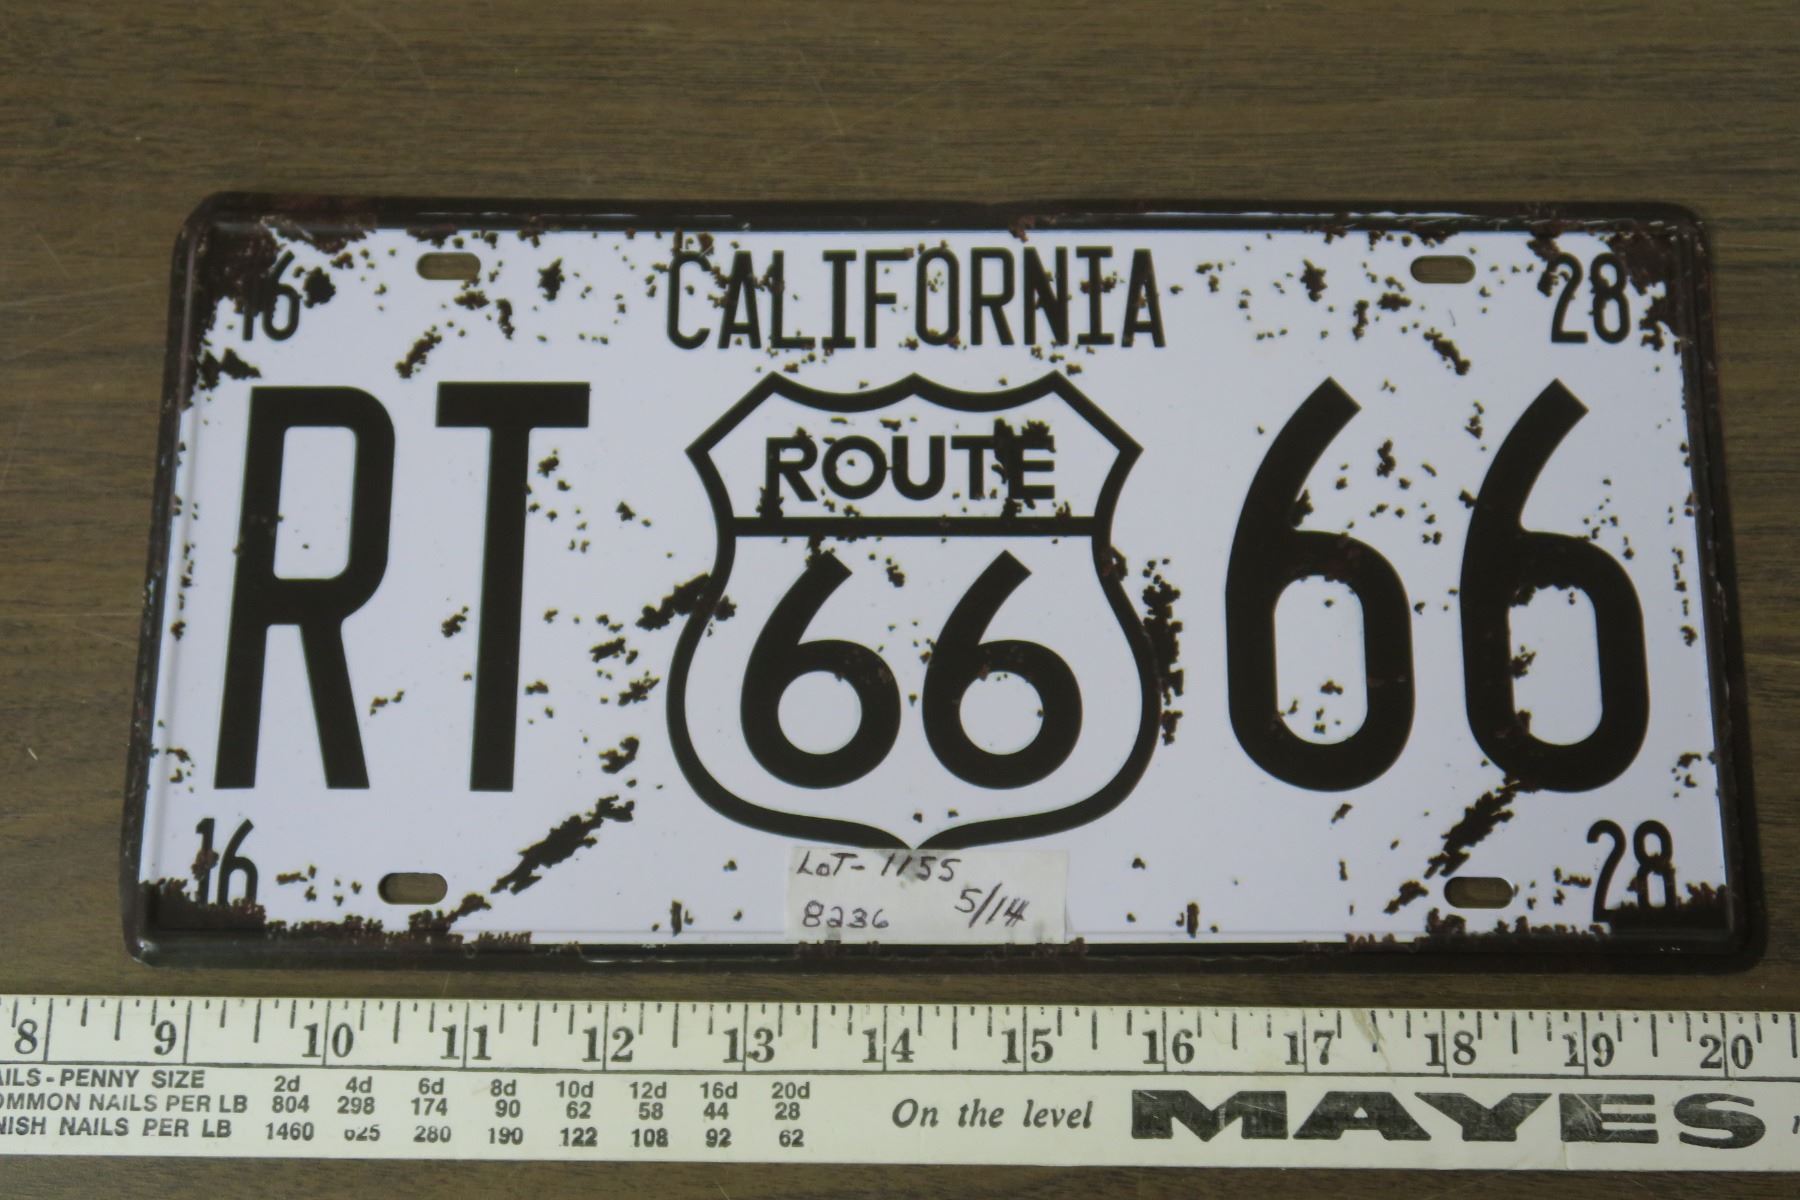 16 CALIFORNIA 28
RT ROUTE 66 66
16 28
LOT-1155
8236 5/14
8 9 10 11 12 13 14 15 16 17 18 19 20
AILS - PENNY SIZE 2d 4d 6d 8d 10d 12d 16d 20d
OMMON NAILS PER LB 804 298 174 90 62 58 44 28
NISH NAILS PER LB 1460 625 280 190 122 108 92 62
On the level MAYES